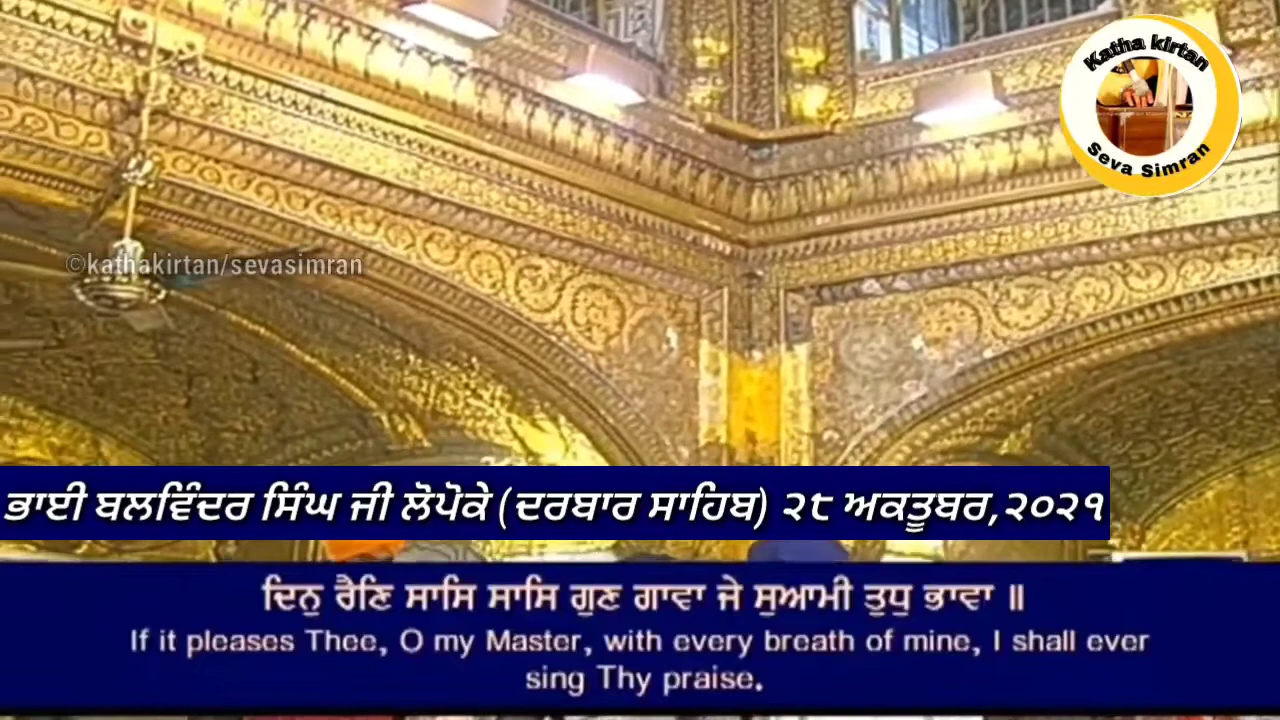 Katha kirtan
Seva Simran
©kathakirtan/sevasimran
ਭਾਈ ਬਲਵਿੰਦਰ ਸਿੰਘ ਜੀ ਲੋਪੋਕੇ (ਦਰਬਾਰ ਸਾਹਿਬ) ੨੮ ਅਕਤੂਬਰ,੨੦੨੧
ਦਿਨੁ ਰੈਣਿ ਸਾਸਿ ਸਾਸਿ ਗੁਣ ਗਾਵਾ ਜੇ ਸੁਆਮੀ ਤੁਧੁ ਭਾਵਾ ॥
If it pleases Thee, O my Master, with every breath of mine, I shall ever
sing Thy praise.